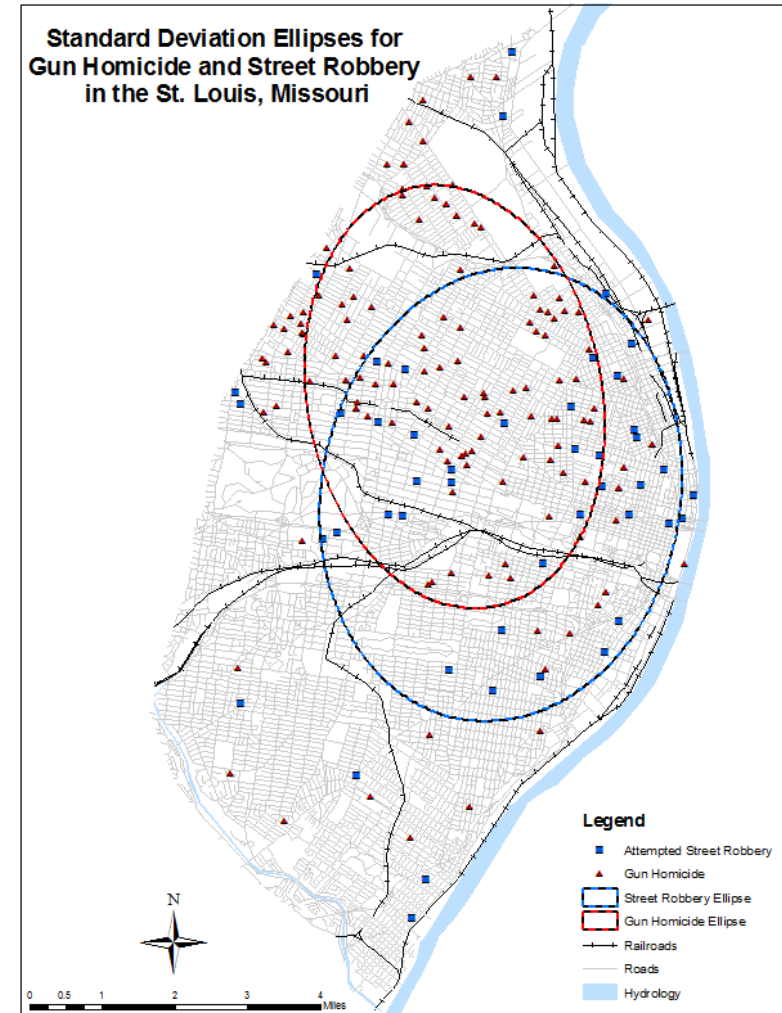 Standard Deviation Ellipses for
Gun Homicide and Street Robbery
in the St. Louis, Missouri
Legend
Attempted Street Robbery
Gun Homicide
Street Robbery Ellipse
Gun Homicide Ellipse
Railroads
Roads
Hydrology
N
0 0.5 1 2 3 4
Miles